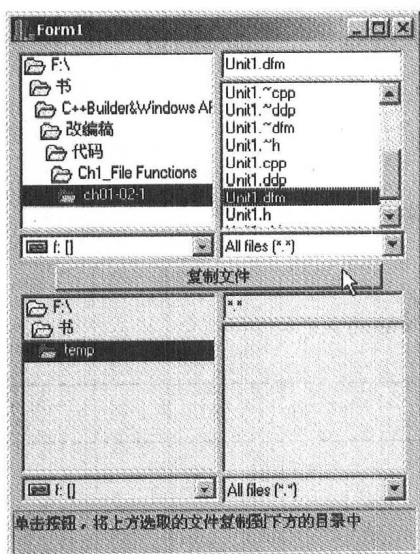 Form1
F:\
书
C++Builder&Windows AF
改编稿
代码
Ch1_File Functions
ch01-02-1
f: []
Unit1.dfm
Unit1.~cpp
Unit1.~ddp
Unit1.~dfm
Unit1.~h
Unit1.cpp
Unit1.ddp
Unit1.dfm
Unit1.h
All files (*.*)
复制文件
F:\
书
temp
f: []
*.*
All files (*.*)
单击按钮，将上方选取的文件复制到下方的目录中